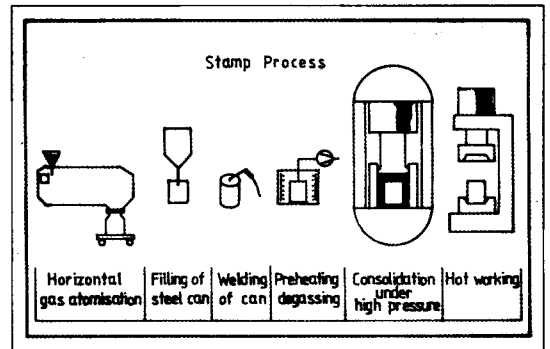 Stamp Process
Horizontal
gas atomisation
Filling of
steel can
Welding
of can
Preheating
degassing
Consolidation
under
high pressure
Hot working